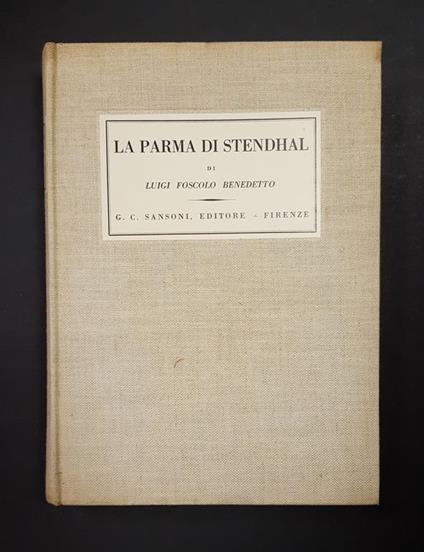 LA PARMA DI STENDHAL
DI
LUIGI FOSCOLO BENEDETTO
G. C. SANSONI, EDITORE - FIRENZE